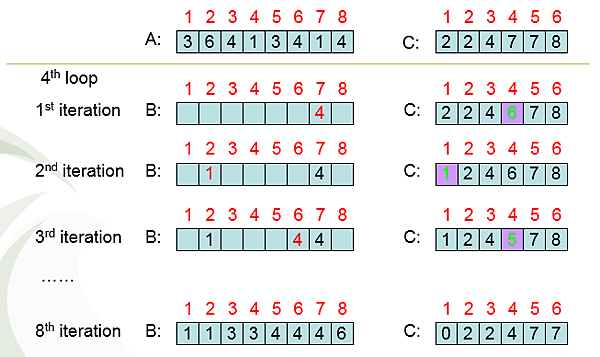 1 2 3 4 5 6 7 8 1 2 3 4 5 6
A: 3 6 4 1 3 4 1 4 C: 2 2 4 7 7 8
4th loop
1 2 3 4 5 6 7 8 1 2 3 4 5 6
1st iteration B: 4 C: 2 2 4 6 7 8
1 2 3 4 5 6 7 8 1 2 3 4 5 6
2nd iteration B: 1 4 C: 1 2 4 6 7 8
1 2 3 4 5 6 7 8 1 2 3 4 5 6
3rd iteration B: 1 4 4 C: 1 2 4 5 7 8
......
1 2 3 4 5 6 7 8 1 2 3 4 5 6
8th iteration B: 1 1 3 3 4 4 4 6 C: 0 2 2 4 7 7